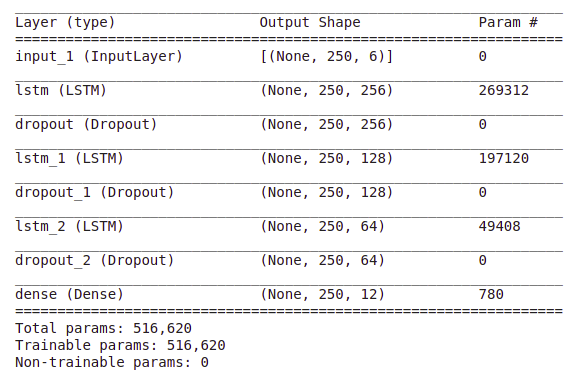 Layer (type) Output Shape Param #
input_1 (InputLayer) [(None, 250, 6)] 0
lstm (LSTM) (None, 250, 256) 269312
dropout (Dropout) (None, 250, 256) 0
lstm_1 (LSTM) (None, 250, 128) 197120
dropout_1 (Dropout) (None, 250, 128) 0
lstm_2 (LSTM) (None, 250, 64) 49408
dropout_2 (Dropout) (None, 250, 64) 0
dense (Dense) (None, 250, 12) 780
Total params: 516,620
Trainable params: 516,620
Non-trainable params: 0